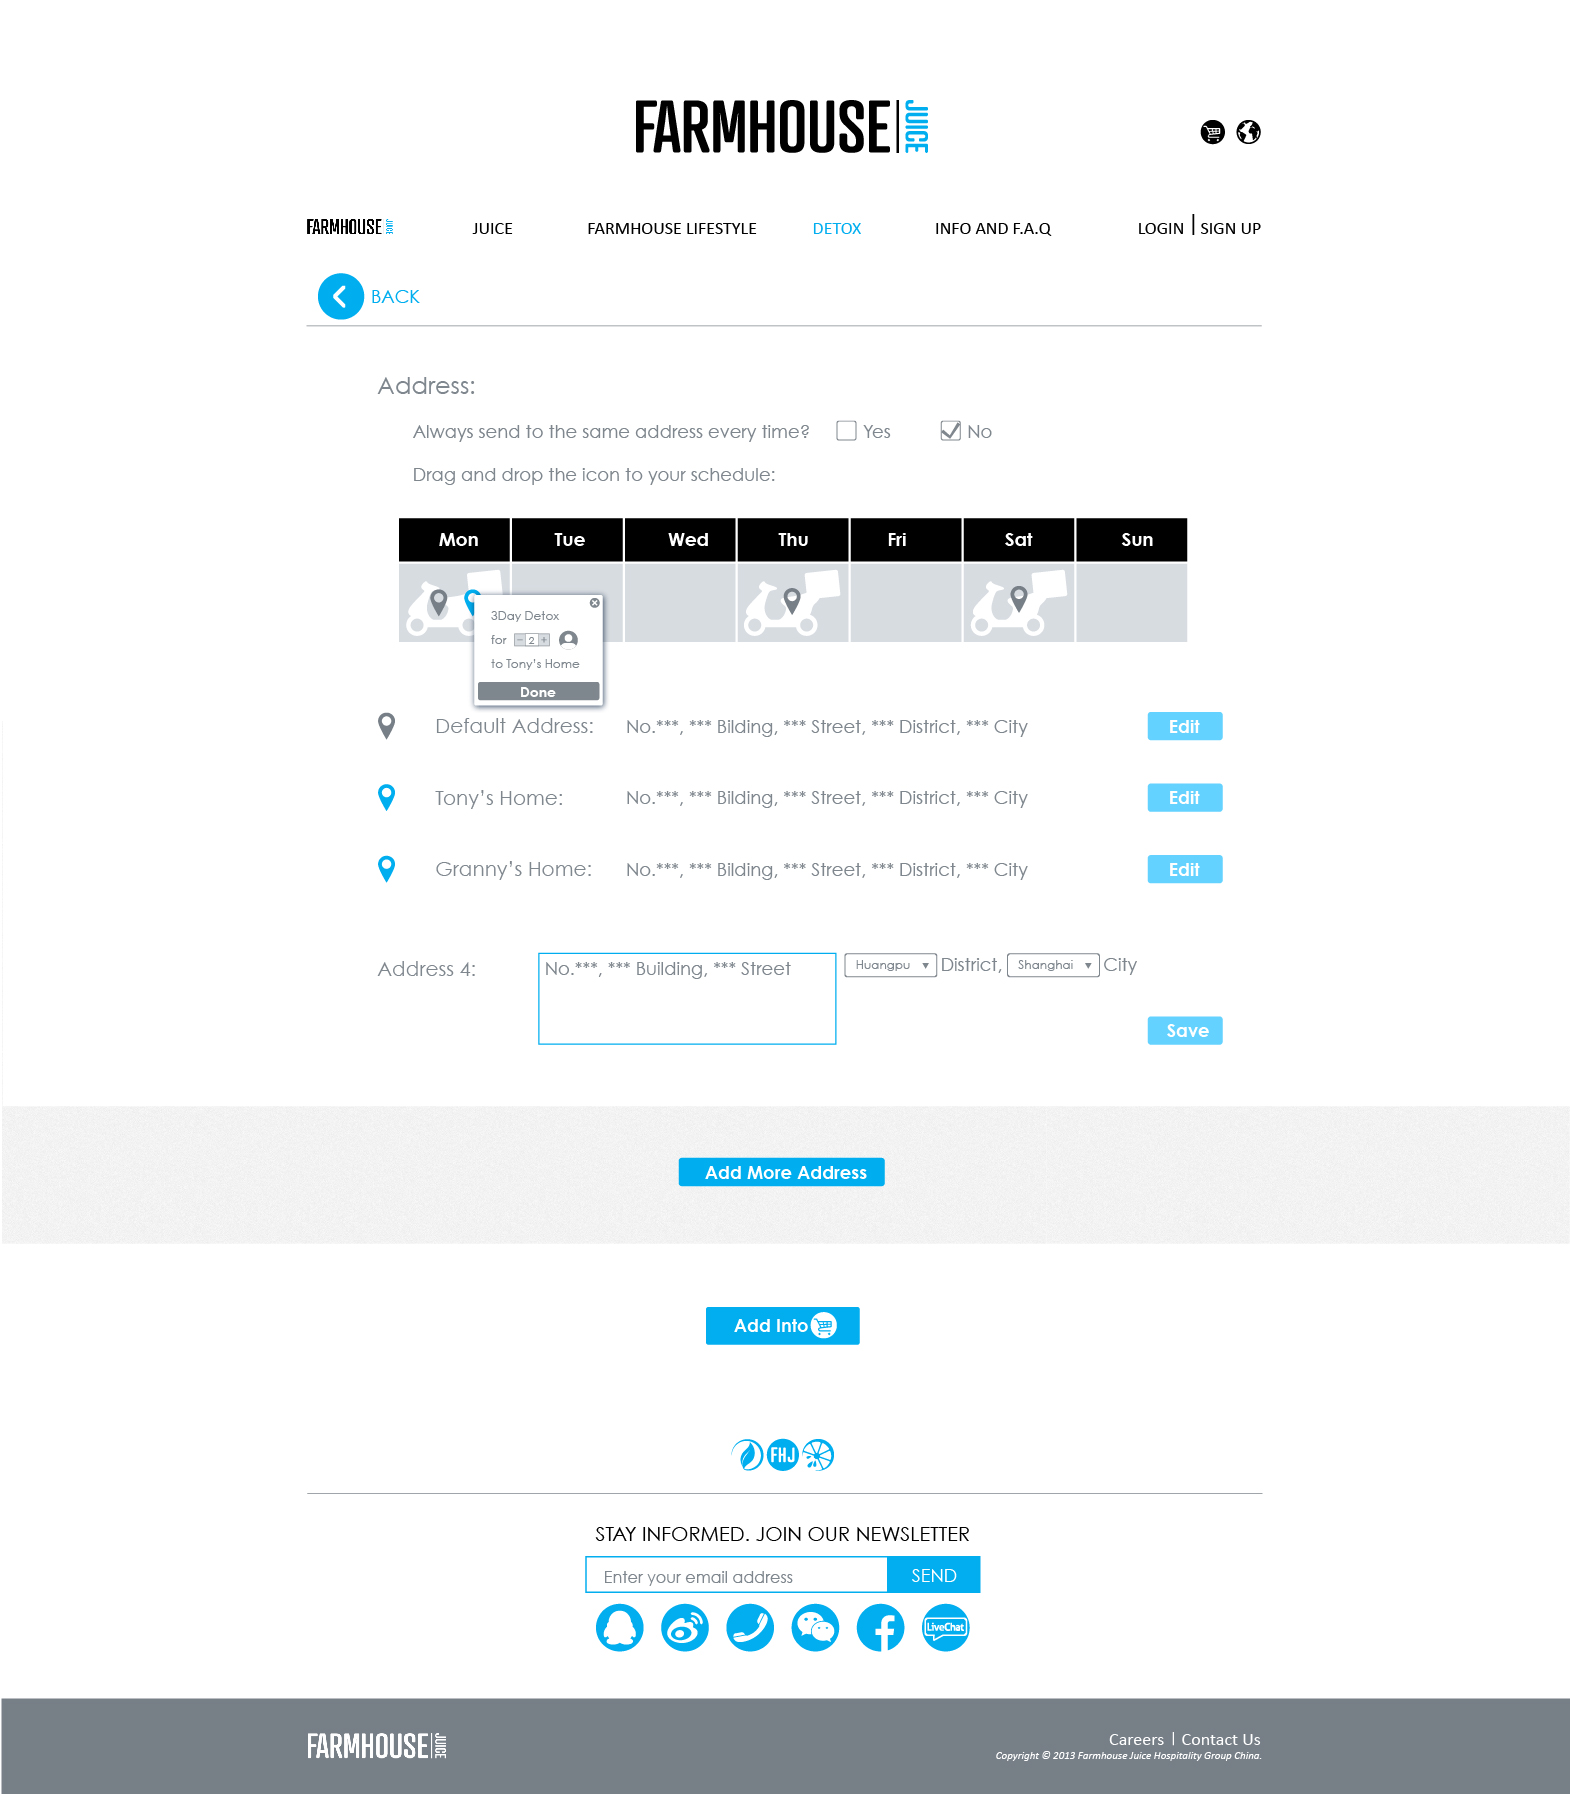 FARMHOUSE JUICE
FARMHOUSE JUICE JUICE FARMHOUSE LIFESTYLE DETOX INFO AND F.A.Q LOGIN | SIGN UP
BACK
Address:
Always send to the same address every time? Yes No
Drag and drop the icon to your schedule:
Mon Tue Wed Thu Fri Sat Sun
3Day Detox
for - 2 +
to Tony's Home
Done
Default Address: No.***, *** Bilding, *** Street, *** District, *** City Edit
Tony's Home: No.***, *** Bilding, *** Street, *** District, *** City Edit
Granny's Home: No.***, *** Bilding, *** Street, *** District, *** City Edit
Address 4: No.***, *** Building, *** Street Huangpu ▼ District, Shanghai ▼ City
Save
Add More Address
Add Into
FHJ
STAY INFORMED. JOIN OUR NEWSLETTER
Enter your email address SEND
LiveChat
FARMHOUSE JUICE
Careers | Contact Us
Copyright © 2013 Farmhouse Juice Hospitality Group China.